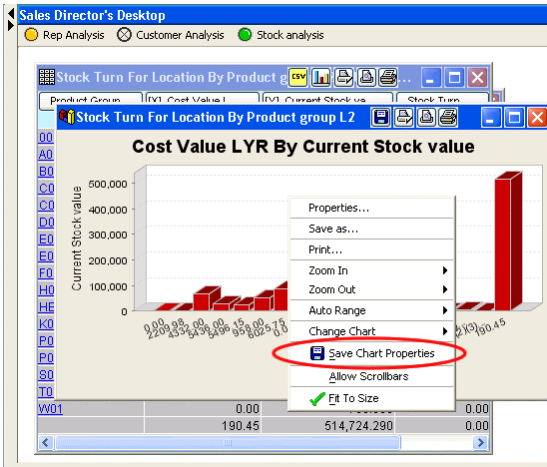 Sales Director's Desktop
Rep Analysis Customer Analysis Stock analysis
Stock Turn For Location By Product g CSV ...
Product Group [X] Cost Value L [Y] Current Stock va Stock Turn
Stock Turn For Location By Product group L2
Cost Value LYR By Current Stock value
00
A0
B0
C0
C0
D0
E0
E0
F0
H0
HE
K0
P0
P0
S0
T0
Current Stock value
500,000
400,000
300,000
200,000
100,000
0
Properties...
Save as...
Print...
Zoom In
Zoom Out
Auto Range
Change Chart
Save Chart Properties
Allow Scrollbars
Fit To Size
W01 0.00 0.00
190.45 514,724.290 0.00